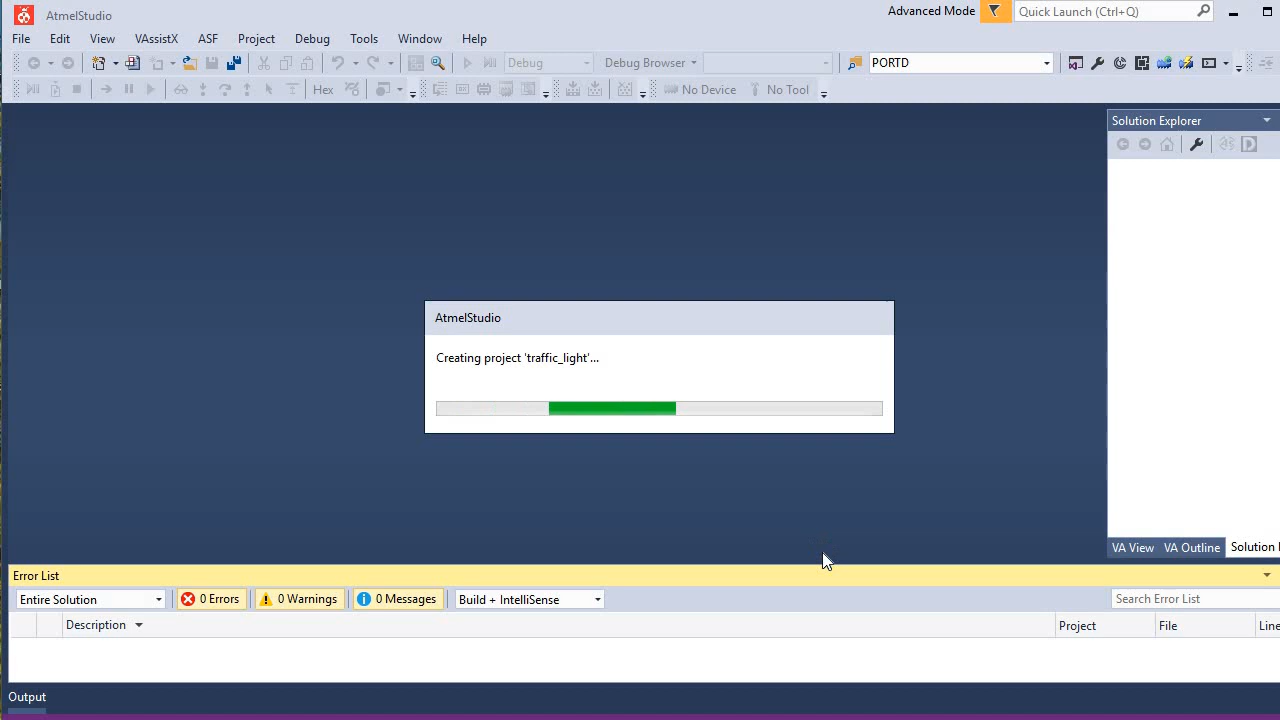 AtmelStudio
Advanced Mode
Quick Launch (Ctrl+Q)
File Edit View VAssistX ASF Project Debug Tools Window Help
Debug Debug Browser PORTD
Hex No Device No Tool
Solution Explorer
AtmelStudio
Creating project 'traffic_light'...
VA View VA Outline Solution
Error List
Entire Solution 0 Errors 0 Warnings 0 Messages Build + IntelliSense Search Error List
Description Project File Line
Output